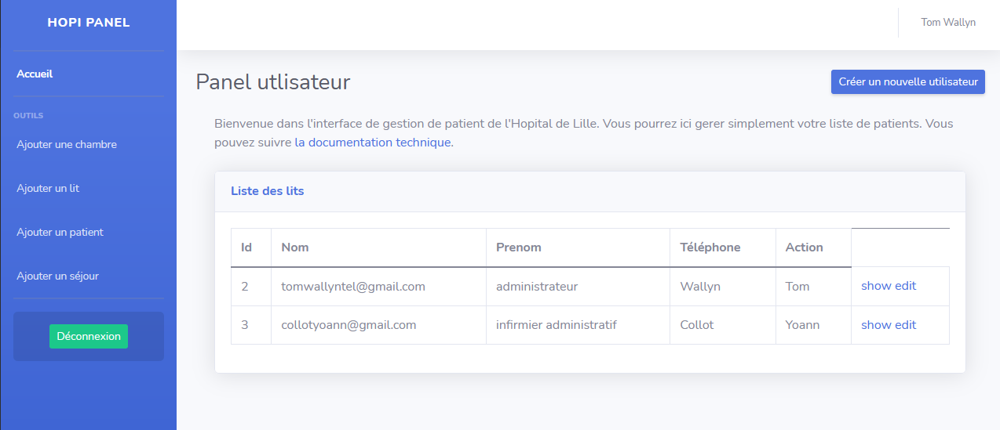 HOPI PANEL
Tom Wallyn
Accueil
OUTILS
Ajouter une chambre
Ajouter un lit
Ajouter un patient
Ajouter un séjour
Déconnexion
Panel utlisateur
Créer un nouvelle utilisateur
Bienvenue dans l'interface de gestion de patient de l'Hopital de Lille. Vous pourrez ici gerer simplement votre liste de patients. Vous
pouvez suivre la documentation technique.
Liste des lits
Id Nom Prenom Téléphone Action
2 tomwallyntel@gmail.com administrateur Wallyn Tom show edit
3 collotyoann@gmail.com infirmier administratif Collot Yoann show edit